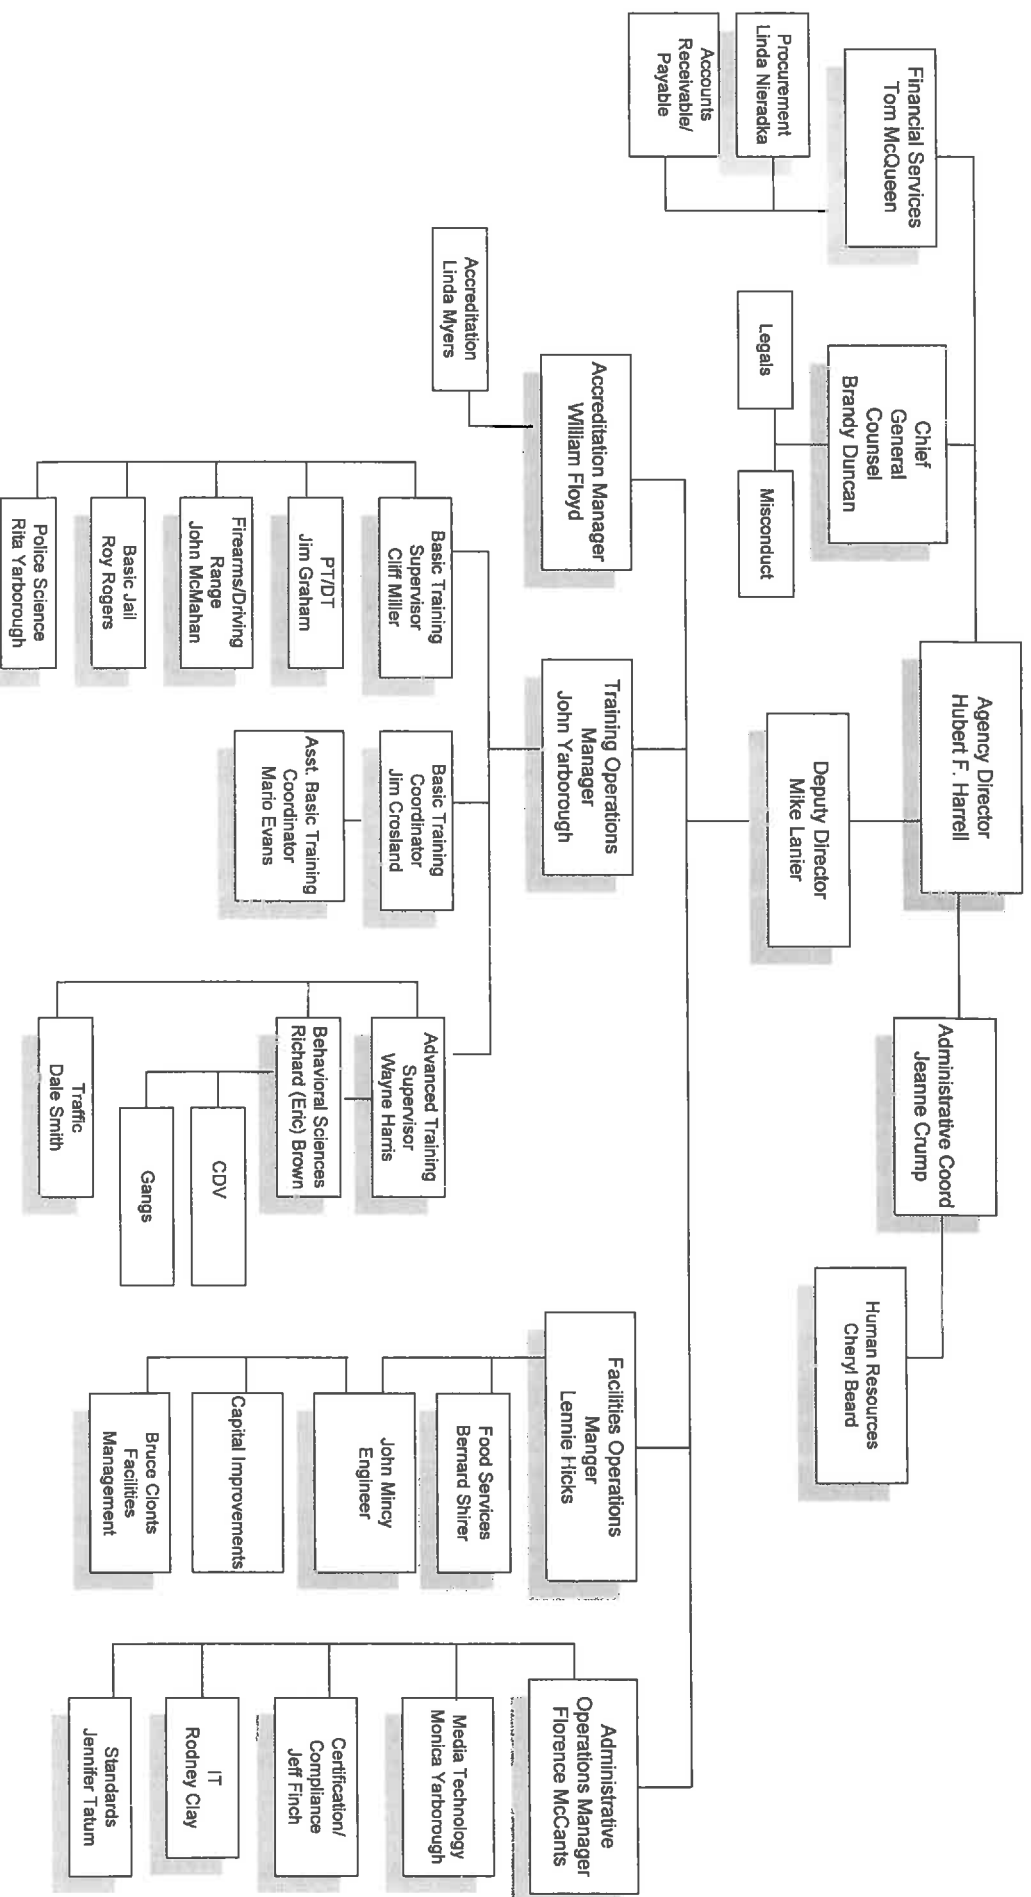 Agency Director
Hubert F. Harrell
Financial Services
Tom McQueen
Procurement
Linda Nieradka
Accounts
Receivable/
Payable
Chief
General
Counsel
Brandy Duncan
Legals
Misconduct
Administrative Coord
Jeanne Crump
Human Resources
Cheryl Beard
Deputy Director
Mike Lanier
Accreditation Manager
William Floyd
Accreditation
Linda Myers
Training Operations
Manager
John Yarborough
Basic Training
Supervisor
Cliff Miller
PT/DT
Jim Graham
Firearms/Driving
Range
John McMahan
Basic Jail
Roy Rogers
Police Science
Rita Yarborough
Basic Training
Coordinator
Jim Crosland
Asst. Basic Training
Coordinator
Mario Evans
Advanced Training
Supervisor
Wayne Harris
Behavioral Sciences
Richard (Eric) Brown
CDV
Gangs
Traffic
Dale Smith
Facilities Operations
Manger
Lennie Hicks
Food Services
Bernard Shirer
John Mincy
Engineer
Capital Improvements
Bruce Clonts
Facilities
Management
Administrative
Operations Manager
Florence McCants
Media Technology
Monica Yarborough
Certification/
Compliance
Jeff Finch
IT
Rodney Clay
Standards
Jennifer Tatum